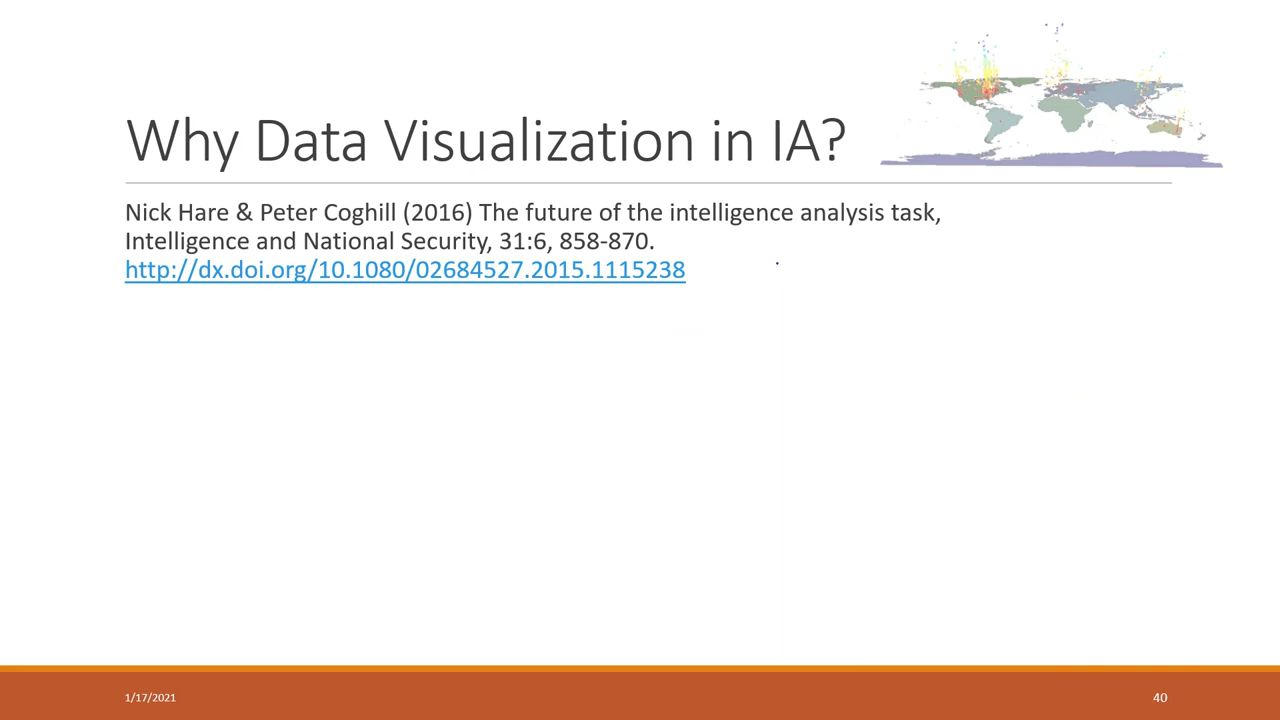 Why Data Visualization in IA?
Nick Hare & Peter Coghill (2016) The future of the intelligence analysis task,
Intelligence and National Security, 31:6, 858-870.
http://dx.doi.org/10.1080/02684527.2015.1115238
1/17/2021
40